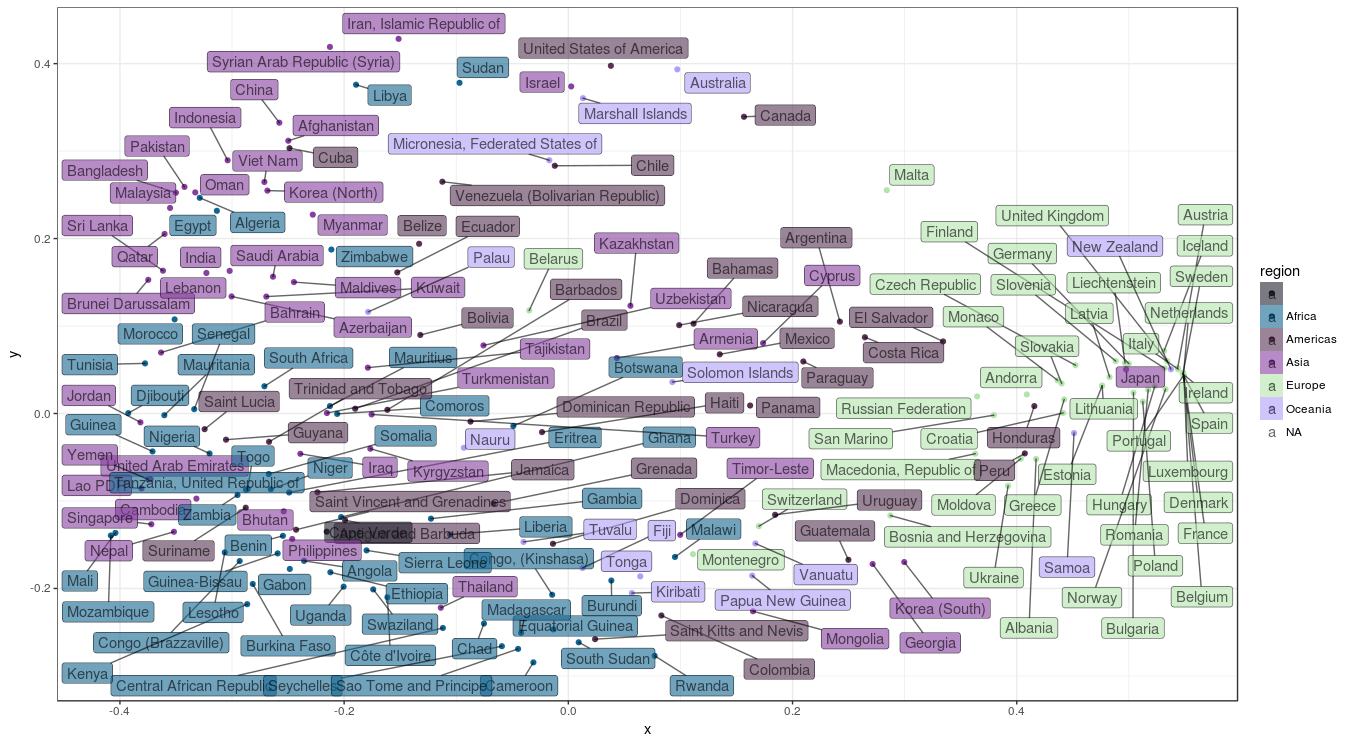 Iran, Islamic Republic of
United States of America
Syrian Arab Republic (Syria)
Sudan
Israel
Australia
China
Libya
Marshall Islands
Canada
Indonesia
Afghanistan
Micronesia, Federated States of
Pakistan
Viet Nam
Cuba
Chile
Bangladesh
Malaysia
Oman
Korea (North)
Venezuela (Bolivarian Republic)
Malta
Sri Lanka
Egypt
Algeria
Myanmar
Belize
Ecuador
Finland
United Kingdom
Austria
Qatar
India
Saudi Arabia
Zimbabwe
Palau
Belarus
Kazakhstan
Argentina
Germany
New Zealand
Iceland
Brunei Darussalam
Lebanon
Maldives
Kuwait
Barbados
Bahamas
Cyprus
Czech Republic
Slovenia
Liechtenstein
Sweden
Morocco
Senegal
Bahrain
Azerbaijan
Bolivia
Brazil
Uzbekistan
Nicaragua
El Salvador
Monaco
Latvia
Netherlands
Tunisia
Mauritania
South Africa
Mauritius
Tajikistan
Armenia
Mexico
Costa Rica
Slovakia
Italy
Jordan
Djibouti
Saint Lucia
Trinidad and Tobago
Turkmenistan
Botswana
Solomon Islands
Paraguay
Andorra
Japan
Ireland
Guinea
Nigeria
Guyana
Comoros
Dominican Republic
Haiti
Panama
Russian Federation
Lithuania
Spain
Yemen
United Arab Emirates
Togo
Somalia
Nauru
Eritrea
Ghana
Turkey
San Marino
Croatia
Honduras
Portugal
Lao PD
Tanzania, United Republic of
Niger
Iraq
Kyrgyzstan
Jamaica
Grenada
Timor-Leste
Macedonia, Republic of
Peru
Estonia
Luxembourg
Singapore
Cambodia
Zambia
Bhutan
Saint Vincent and Grenadines
Gambia
Dominica
Switzerland
Uruguay
Moldova
Greece
Hungary
Denmark
Nepal
Suriname
Benin
Philippines
Cape Verde
Barbuda
Liberia
Tuvalu
Fiji
Malawi
Guatemala
Bosnia and Herzegovina
Romania
France
Mali
Guinea-Bissau
Gabon
Angola
Sierra Leone
Congo, (Kinshasa)
Tonga
Montenegro
Vanuatu
Ukraine
Samoa
Poland
Mozambique
Lesotho
Uganda
Ethiopia
Thailand
Madagascar
Burundi
Kiribati
Papua New Guinea
Korea (South)
Norway
Belgium
Congo (Brazzaville)
Burkina Faso
Swaziland
Côte d'Ivoire
Chad
Equatorial Guinea
Saint Kitts and Nevis
Mongolia
Georgia
Albania
Bulgaria
Kenya
Central African Republic
Seychelles
Sao Tome and Principe
Cameroon
South Sudan
Rwanda
Colombia
0.4
0.2
0.0
-0.2
y
-0.4
-0.2
0.0
0.2
0.4
x
region
a
a Africa
a Americas
a Asia
a Europe
a Oceania
a NA